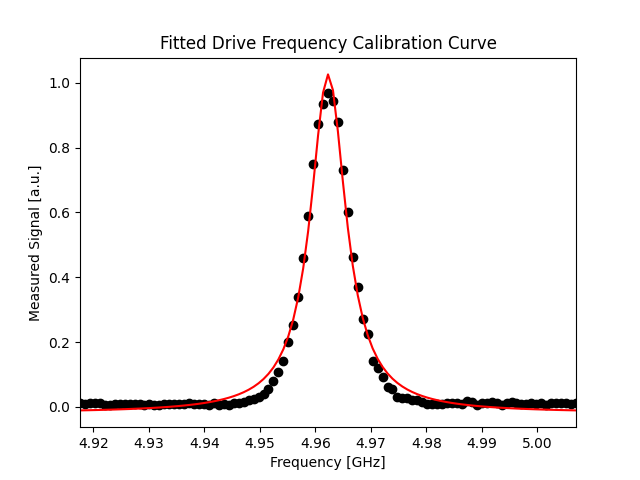 Fitted Drive Frequency Calibration Curve
Measured Signal [a.u.]
1.0
0.8
0.6
0.4
0.2
0.0
4.92 4.93 4.94 4.95 4.96 4.97 4.98 4.99 5.00
Frequency [GHz]